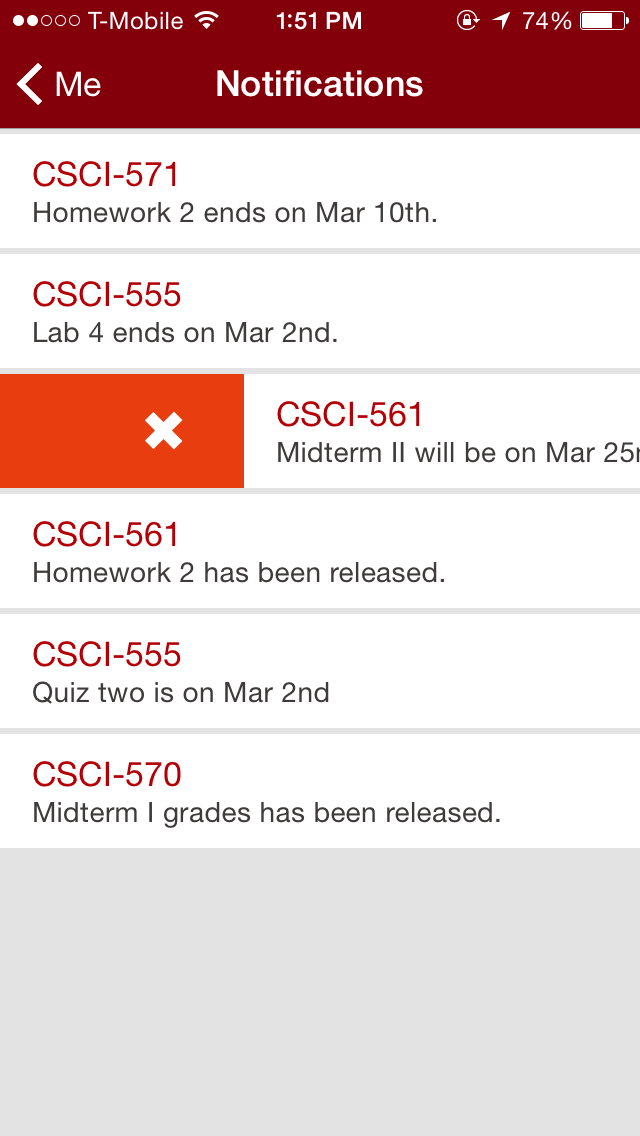 T-Mobile 1:51 PM 74%
Me Notifications
CSCI-571
Homework 2 ends on Mar 10th.
CSCI-555
Lab 4 ends on Mar 2nd.
CSCI-561
Midterm II will be on Mar
CSCI-561
Homework 2 has been released.
CSCI-555
Quiz two is on Mar 2nd
CSCI-570
Midterm I grades has been released.